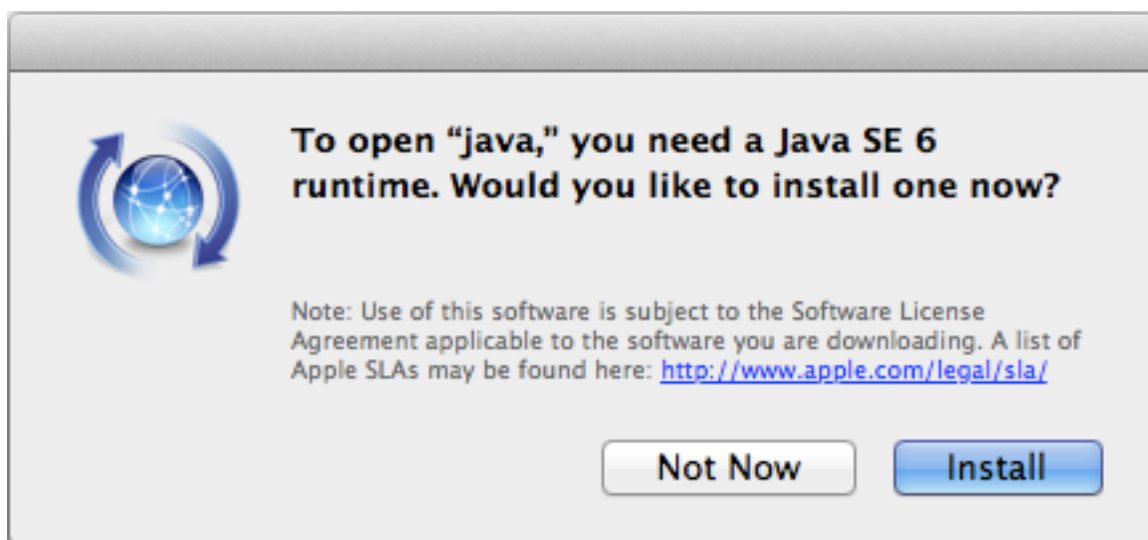 To open “java,” you need a Java SE 6
runtime. Would you like to install one now?
Note: Use of this software is subject to the Software License
Agreement applicable to the software you are downloading. A list of
Apple SLAs may be found here: http://www.apple.com/legal/sla/
Not Now
Install